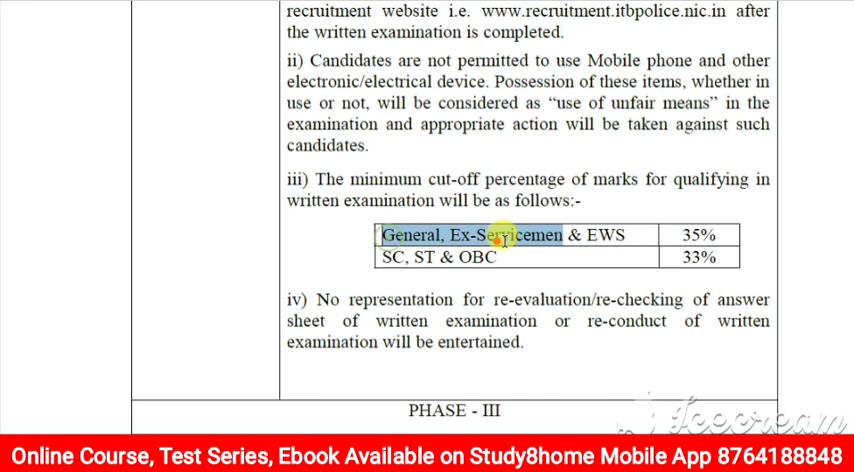 recruitment website i.e. www.recruitment.itbpolice.nic.in after
the written examination is completed.
ii) Candidates are not permitted to use Mobile phone and other
electronic/electrical device. Possession of these items, whether in
use or not, will be considered as “use of unfair means” in the
examination and appropriate action will be taken against such
candidates.
iii) The minimum cut-off percentage of marks for qualifying in
written examination will be as follows:-
General, Ex-Servicemen & EWS 35%
SC, ST & OBC 33%
iv) No representation for re-evaluation/re-checking of answer
sheet of written examination or re-conduct of written
examination will be entertained.
PHASE - III
Icecream
Online Course, Test Series, Ebook Available on Study8home Mobile App 8764188848